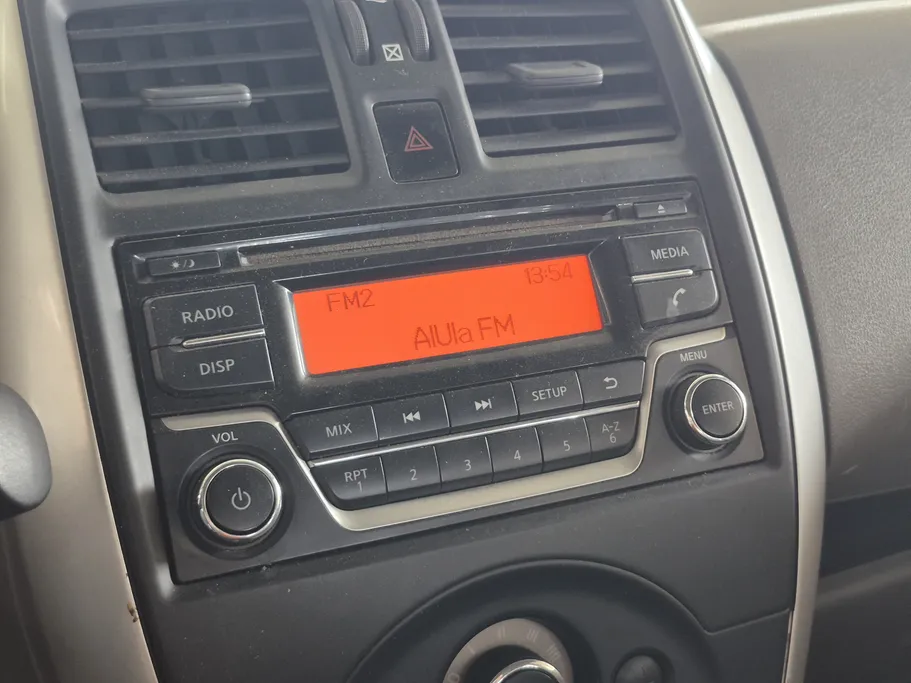 RADIO
DISP
FM2
13:54
AlUla FM
MEDIA
MIX
SETUP
RPT
1
2
3
4
5
A-Z
6
VOL
MENU
ENTER